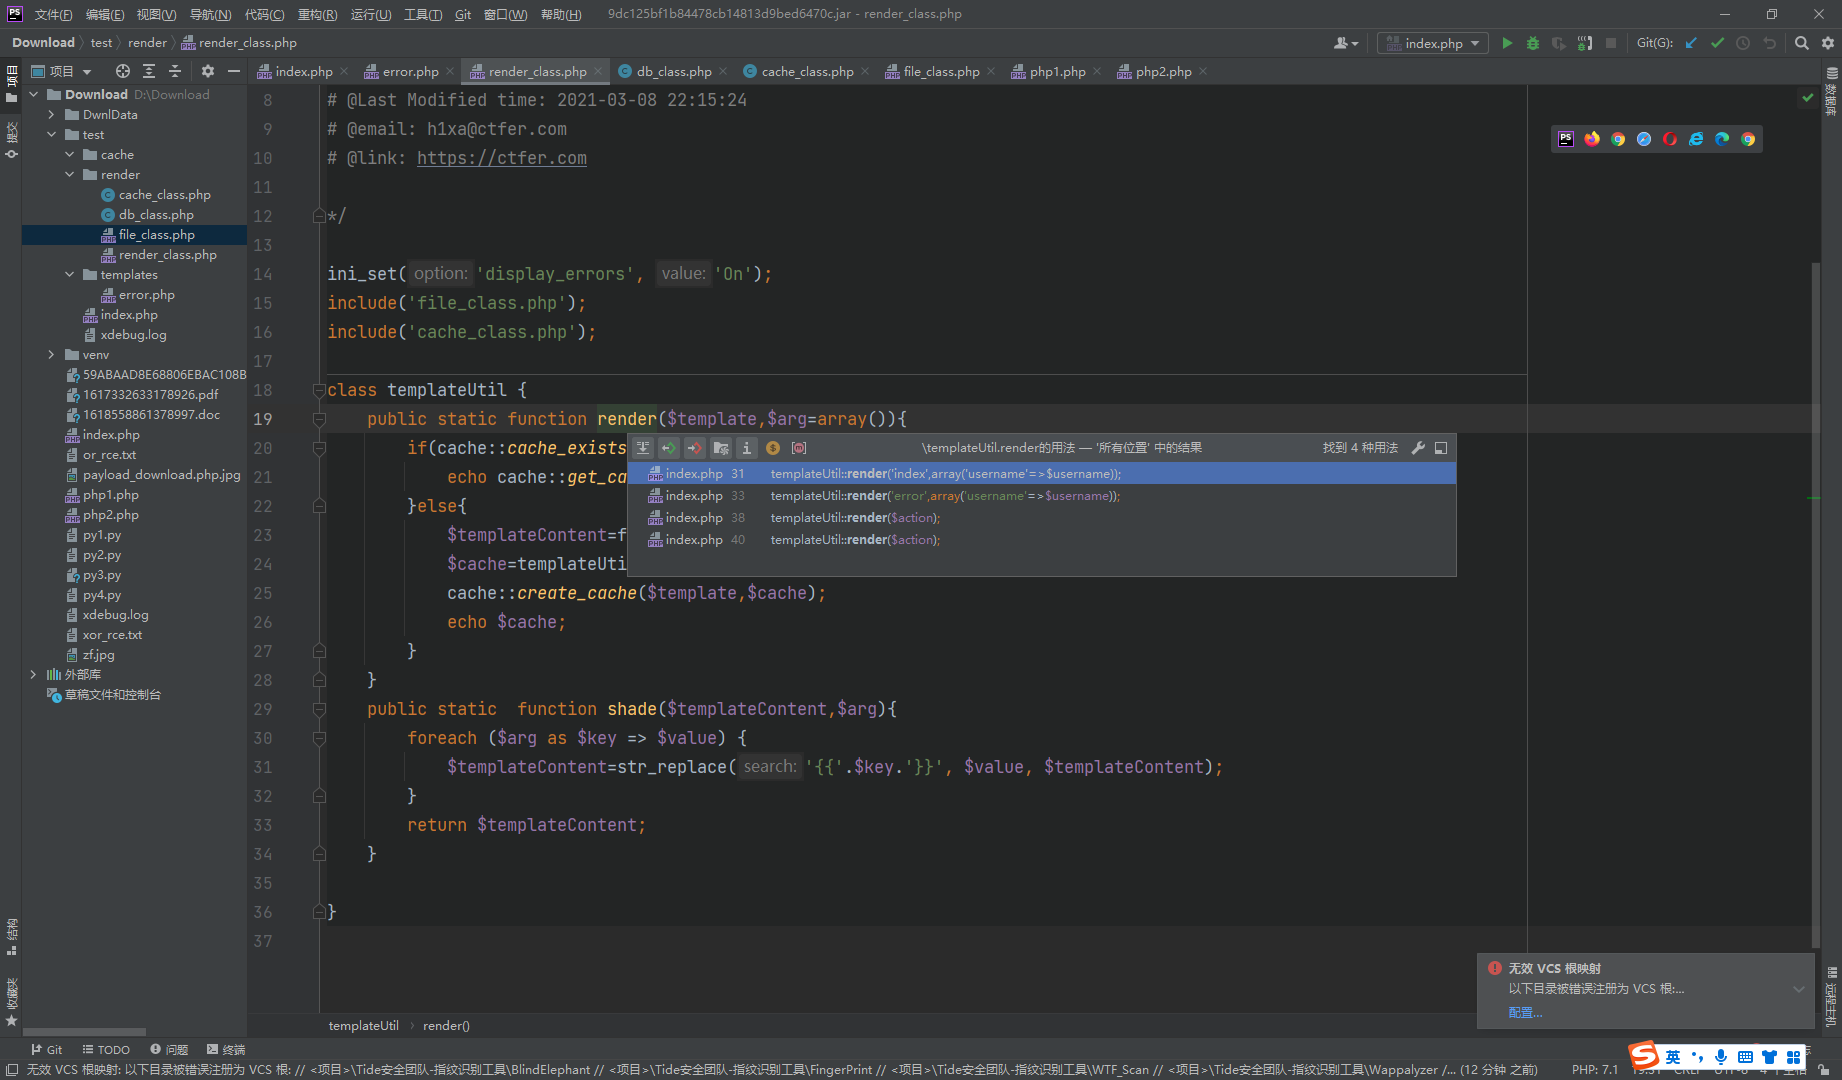 文件(F) 编辑(E) 视图(V) 导航(N) 代码(C) 重构(R) 运行(U) 工具(T) Git 窗口(W) 帮助(H) 9dc125bf1b84478cb14813d9bed6470c.jar - render_class.php
Download test render render_class.php index.php Git(G):
项目 index.php error.php render_class.php db_class.php cache_class.php file_class.php php1.php php2.php
项目
提交
结构
收藏夹
Download D:\Download
DwnlData
test
cache
render
cache_class.php
db_class.php
file_class.php
render_class.php
templates
error.php
index.php
xdebug.log
venv
59ABAAD8E68806EBAC108B
1617332633178926.pdf
1618558861378997.doc
index.php
or_rce.txt
payload_download.php.jpg
php1.php
php2.php
py1.py
py2.py
py3.py
py4.py
xdebug.log
xor_rce.txt
zf.jpg
外部库
草稿文件和控制台
8 # @Last Modified time: 2021-03-08 22:15:24
9 # @email: h1xa@ctfer.com
10 # @link: https://ctfer.com
11
12 */
13
14 ini_set( option: 'display_errors', value: 'On');
15 include('file_class.php');
16 include('cache_class.php');
17
18 class templateUtil {
19 public static function render($template,$arg=array()){
20 if(cache::cache_exists
21 echo cache::get_ca
22 }else{
23 $templateContent=f
24 $cache=templateUti
25 cache::create_cache($template,$cache);
26 echo $cache;
27 }
28 }
29 public static function shade($templateContent,$arg){
30 foreach ($arg as $key => $value) {
31 $templateContent=str_replace( search: '{{'.$key.'}}', $value, $templateContent);
32 }
33 return $templateContent;
34 }
35
36 }
37
\templateUtil.render的用法 — '所有位置' 中的结果 找到 4 种用法
index.php 31 templateUtil::render('index',array('username'=>$username));
index.php 33 templateUtil::render('error',array('username'=>$username));
index.php 38 templateUtil::render($action);
index.php 40 templateUtil::render($action);
数据库
远程主机
无效 VCS 根映射
以下目录被错误注册为 VCS 根:...
配置...
templateUtil render()
Git TODO 问题 终端
英
无效 VCS 根映射: 以下目录被错误注册为 VCS 根: // <项目>\Tide安全团队-指纹识别工具\BlindElephant // <项目>\Tide安全团队-指纹识别工具\FingerPrint // <项目>\Tide安全团队-指纹识别工具\WTF_Scan // <项目>\Tide安全团队-指纹识别工具\Wappalyzer /... (12 分钟 之前) PHP: 7.1